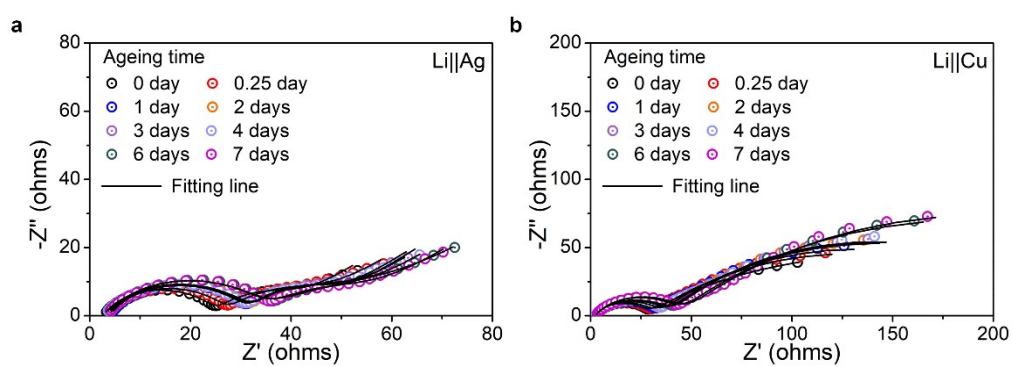 a
80
60
40
20
0
-Z'' (ohms)
Ageing time
Li||Ag
0 day 0.25 day
1 day 2 days
3 days 4 days
6 days 7 days
Fitting line
0 20 40 60 80
Z' (ohms)
b
200
150
100
50
0
-Z'' (ohms)
Ageing time
Li||Cu
0 day 0.25 day
1 day 2 days
3 days 4 days
6 days 7 days
Fitting line
0 50 100 150 200
Z' (ohms)